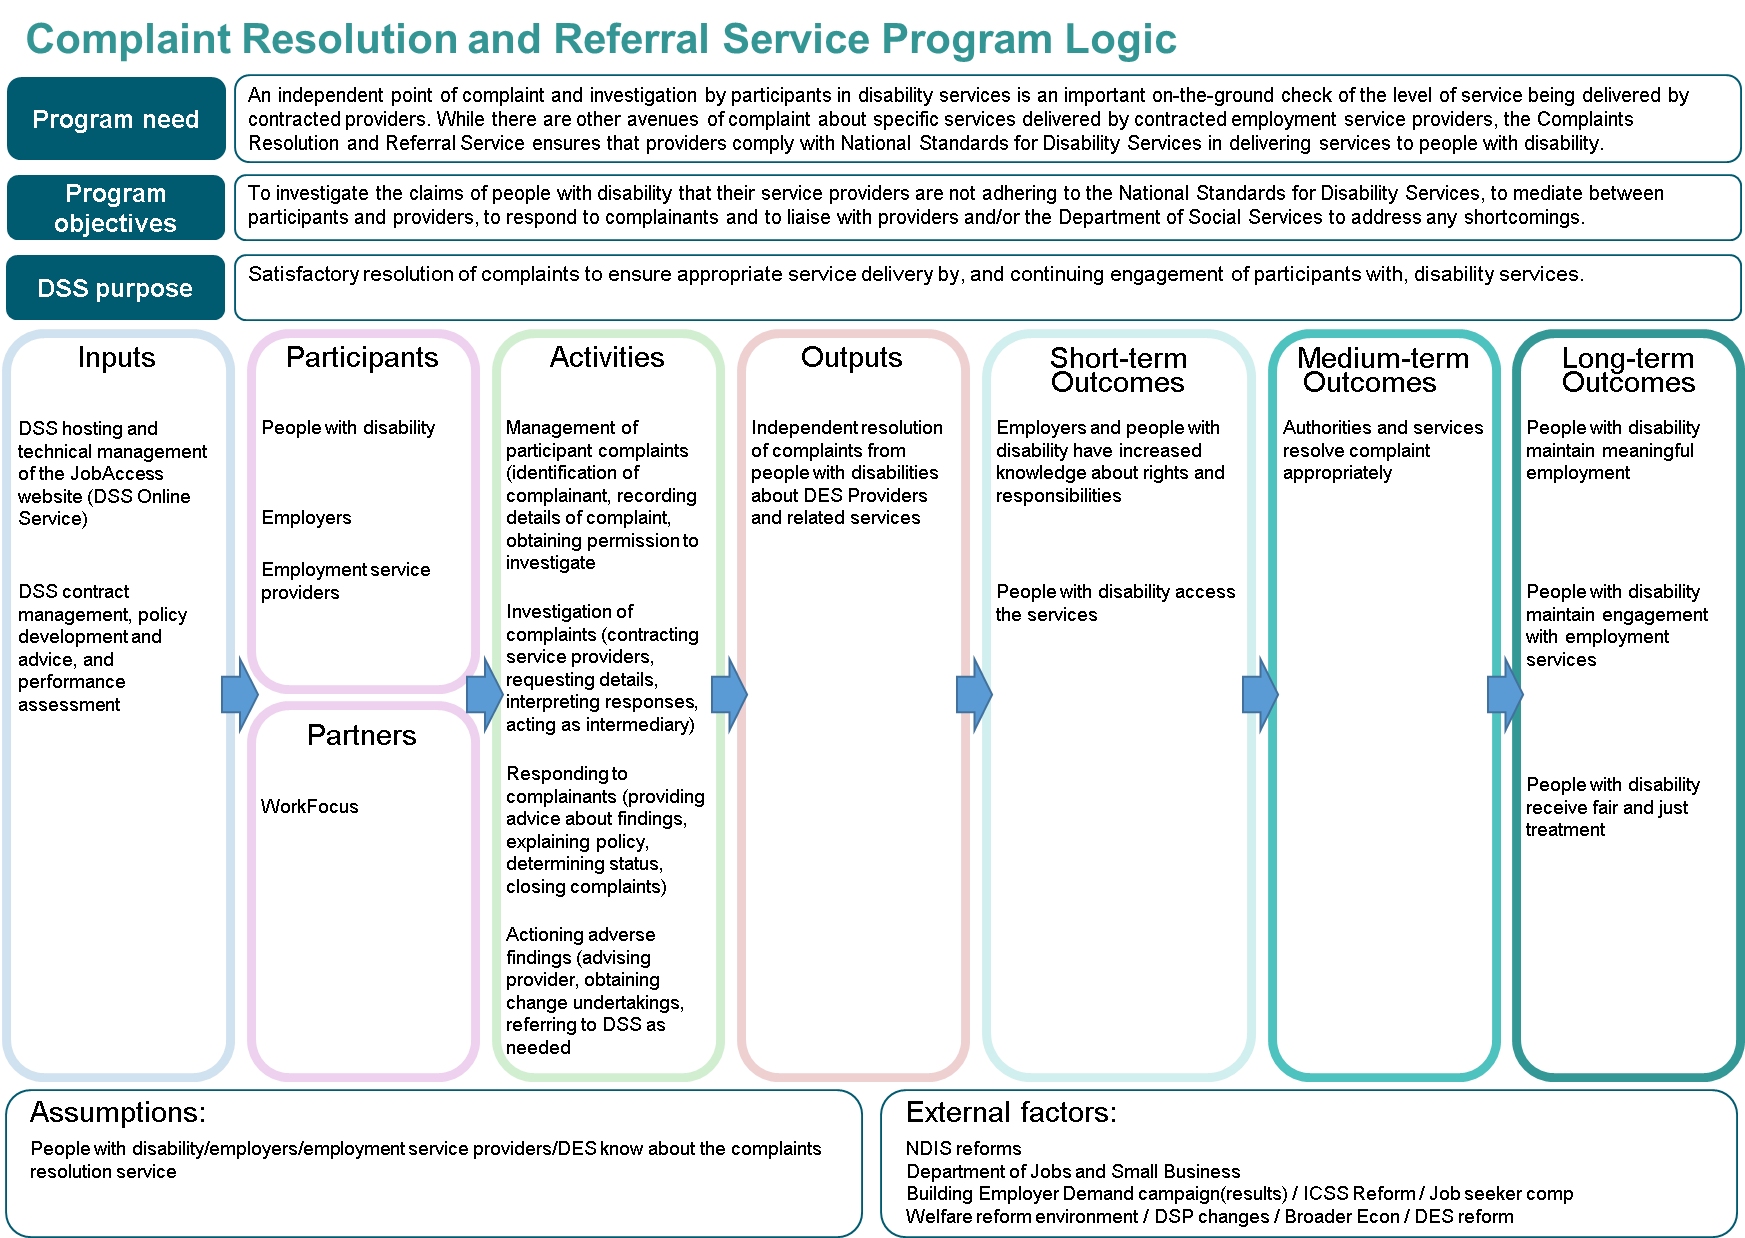 Complaint Resolution and Referral Service Program Logic
Program need
An independent point of complaint and investigation by participants in disability services is an important on-the-ground check of the level of service being delivered by
contracted providers. While there are other avenues of complaint about specific services delivered by contracted employment service providers, the Complaints
Resolution and Referral Service ensures that providers comply with National Standards for Disability Services in delivering services to people with disability.
Program
objectives
To investigate the claims of people with disability that their service providers are not adhering to the National Standards for Disability Services, to mediate between
participants and providers, to respond to complainants and to liaise with providers and/or the Department of Social Services to address any shortcomings.
DSS purpose
Satisfactory resolution of complaints to ensure appropriate service delivery by, and continuing engagement of participants with, disability services.
Inputs
DSS hosting and
technical management
of the JobAccess
website (DSS Online
Service)
DSS contract
management, policy
development and
advice, and
performance
assessment
Participants
People with disability
Employers
Employment service
providers
Partners
WorkFocus
Activities
Management of
participant complaints
(identification of
complainant, recording
details of complaint,
obtaining permission to
investigate
Investigation of
complaints (contracting
service providers,
requesting details,
interpreting responses,
acting as intermediary)
Responding to
complainants (providing
advice about findings,
explaining policy,
determining status,
closing complaints)
Actioning adverse
findings (advising
provider, obtaining
change undertakings,
referring to DSS as
needed
Outputs
Independent resolution
of complaints from
people with disabilities
about DES Providers
and related services
Short-term
Outcomes
Employers and people with
disability have increased
knowledge about rights and
responsibilities
People with disability access
the services
Medium-term
Outcomes
Authorities and services
resolve complaint
appropriately
Long-term
Outcomes
People with disability
maintain meaningful
employment
People with disability
maintain engagement
with employment
services
People with disability
receive fair and just
treatment
Assumptions:
People with disability/employers/employment service providers/DES know about the complaints
resolution service
External factors:
NDIS reforms
Department of Jobs and Small Business
Building Employer Demand campaign(results) / ICSS Reform / Job seeker comp
Welfare reform environment / DSP changes / Broader Econ / DES reform